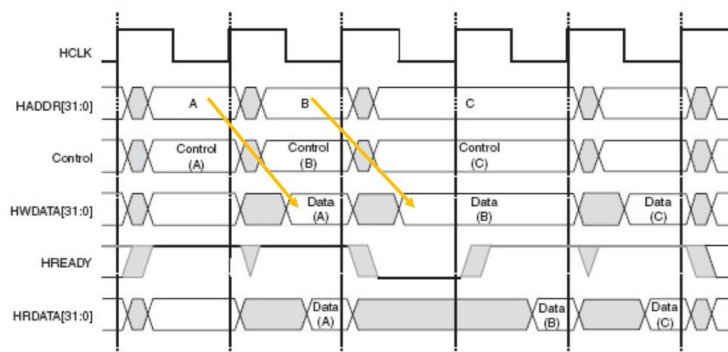 HCLK
HADDR[31:0]
A
B
C
Control
Control
(A)
Control
(B)
Control
(C)
HWDATA[31:0]
Data
(A)
Data
(B)
Data
(C)
HREADY
HRDATA[31:0]
Data
(A)
Data
(B)
Data
(C)